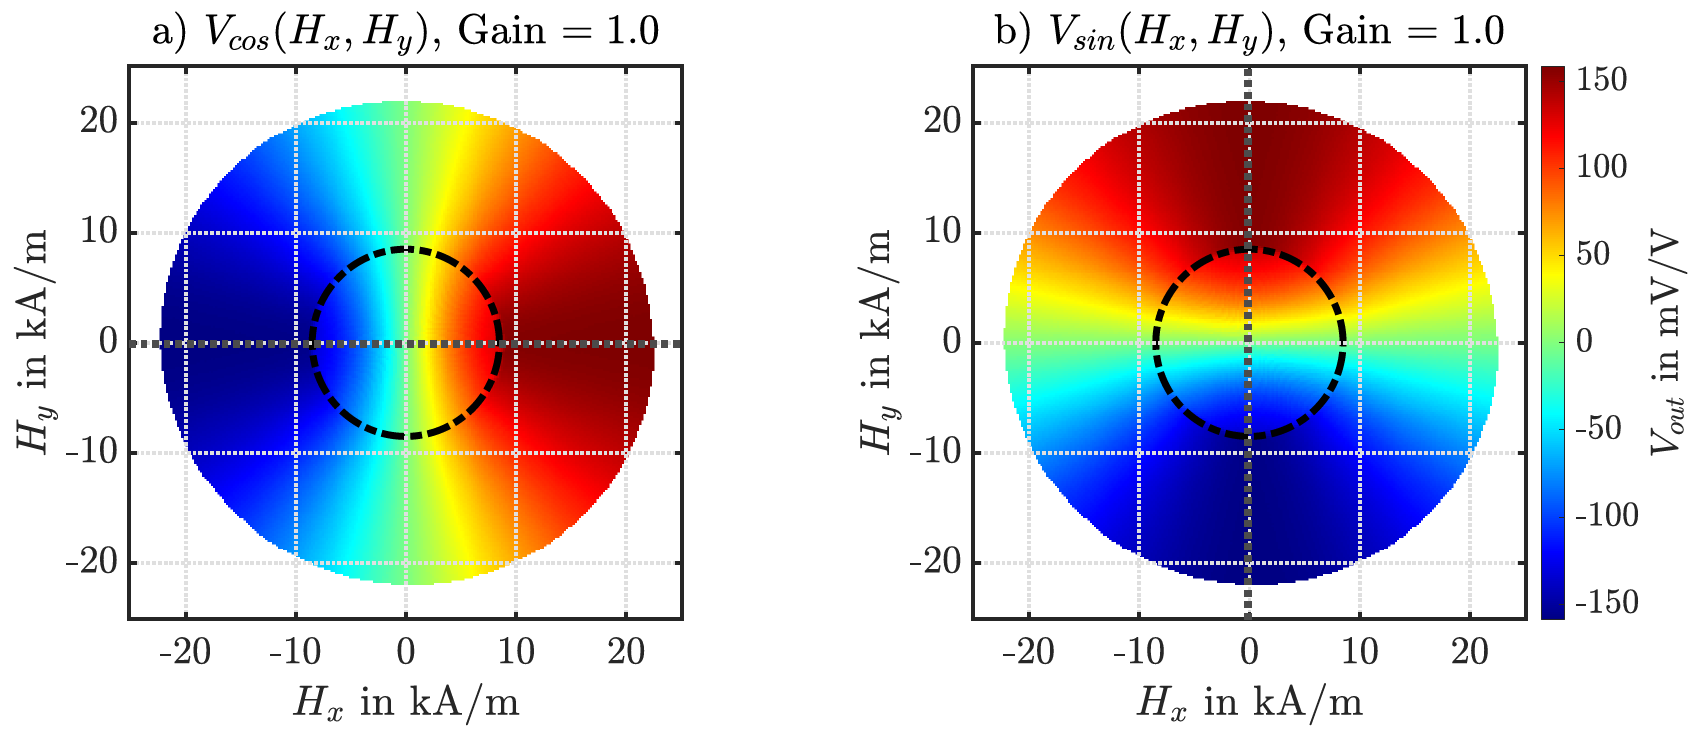 a) V_cos(H_x, H_y), Gain = 1.0
20
10
0
-10
-20
H_y in kA/m
-20 -10 0 10 20
H_x in kA/m
b) V_sin(H_x, H_y), Gain = 1.0
20
10
0
-10
-20
H_y in kA/m
-20 -10 0 10 20
H_x in kA/m
150
100
50
0
-50
-100
-150
V_out in mV/V